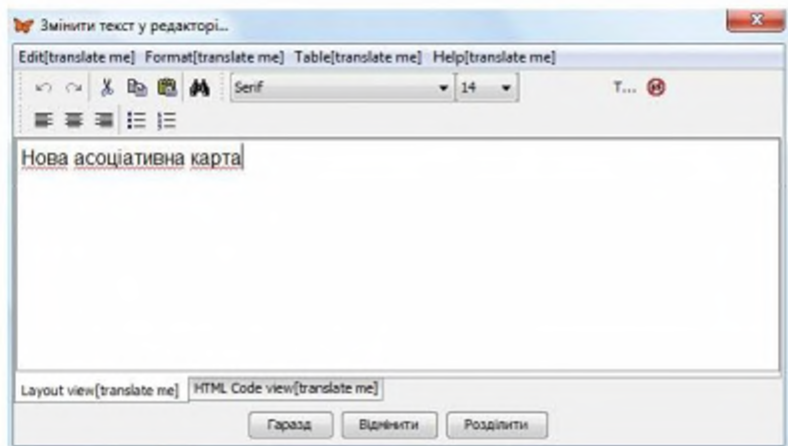 Змінити текст у редакторі...
Edit[translate me] Format[translate me] Table[translate me] Help[translate me]
Serif 14 T...
Нова асоціативна карта
Layout view[translate me] HTML Code view[translate me]
Гаразд Відмінити Розділити